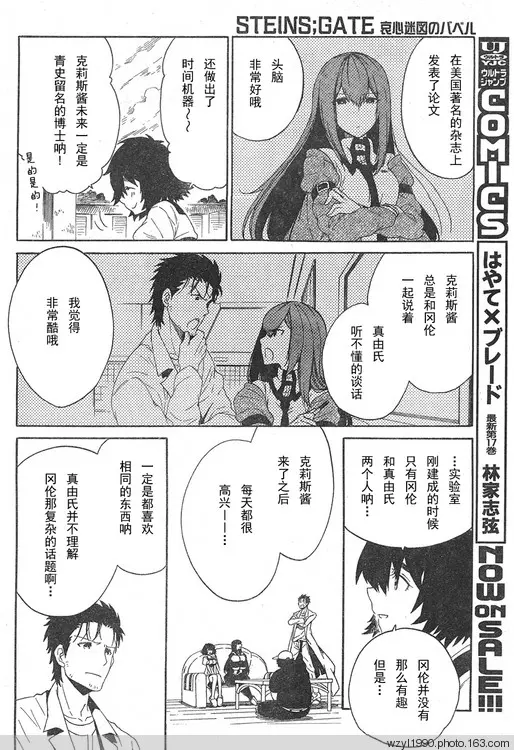 STEINS;GATE 哀心迷図のバベル
在美国著名的杂志上
发表了论文
头脑
非常好哦
还做出了
时间机器~~
克莉斯酱未来一定是
青史留名的博士呐！
是的是的！
克莉斯酱
总是和冈伦
一起说着
真由氏
听不懂的谈话
我觉得
非常酷哦
…实验室
刚建成的时候
只有冈伦
和真由氏
两个人呐…
冈伦并没有
那么有趣
但是…
克莉斯酱
来了之后
每天都很
高兴——…
一定是都喜欢
相同的东西呐
真由氏并不理解
冈伦那复杂的话题啊…
UJ
YJC
ウルトラ
ジャンプ
COMICS
はやて×ブレード
最新第17巻
林家志弦
NOW ON SALE!!!
http://wzyl1990.photo.163.com